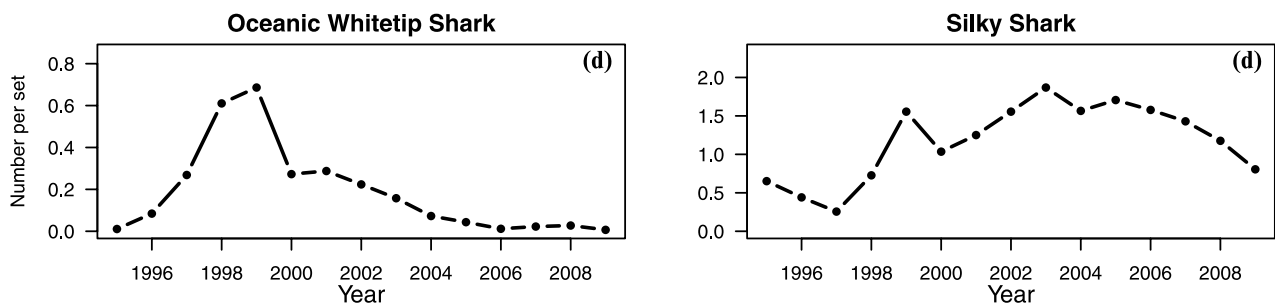 Oceanic Whitetip Shark
(d)
Number per set
0.8
0.6
0.4
0.2
0.0
1996 1998 2000 2002 2004 2006 2008
Year
Silky Shark
(d)
2.0
1.5
1.0
0.5
0.0
1996 1998 2000 2002 2004 2006 2008
Year